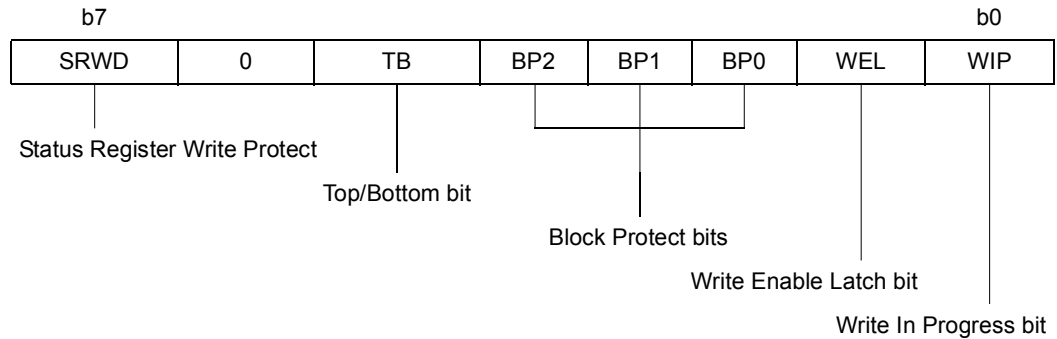 b7 b0
SRWD 0 TB BP2 BP1 BP0 WEL WIP
Status Register Write Protect
Top/Bottom bit
Block Protect bits
Write Enable Latch bit
Write In Progress bit